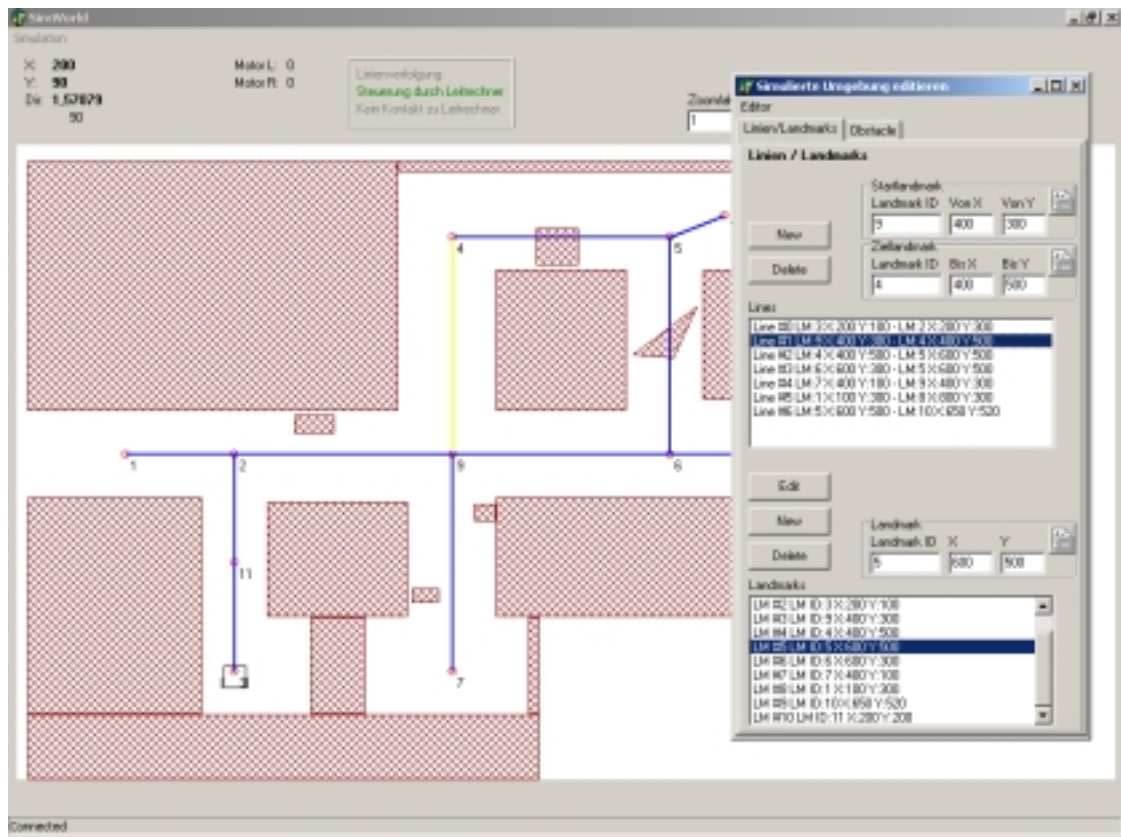 SimWorld
Simulation
X: 200
Y: 90
Dir: 1,57079
90
Motor L: 0
Motor R: 0
Linienverfolgung
Steuerung durch Leitrechner
Kein Kontakt zu Leitrechner
1
Simulierte Umgebung editieren
Editor
Linien/Landmarks Obstacle
Linien / Landmarks
Startlandmark
Landmark ID Von X Von Y
9 400 300
New
Ziellandmark
Landmark ID Bis X Bis Y
4 400 500
Delete
Lines
Line #0 LM: 3 X:200 Y:100 - LM: 2 X:200 Y:300
Line #1 LM: 9 X:400 Y:300 - LM: 4 X:400 Y:500
Line #2 LM: 4 X:400 Y:500 - LM: 5 X:600 Y:500
Line #3 LM: 6 X:600 Y:300 - LM: 5 X:600 Y:500
Line #4 LM: 7 X:400 Y:100 - LM: 9 X:400 Y:300
Line #5 LM: 1 X:100 Y:300 - LM: 8 X:800 Y:300
Line #6 LM: 5 X:600 Y:500 - LM: 10 X:650 Y:520
Edit
New
Delete
Landmark
Landmark ID X Y
5 600 500
Landmarks
LM #2 LM ID: 3 X:200 Y:100
LM #3 LM ID: 9 X:400 Y:300
LM #4 LM ID: 4 X:400 Y:500
LM #5 LM ID: 5 X:600 Y:500
LM #6 LM ID: 6 X:600 Y:300
LM #7 LM ID: 7 X:400 Y:100
LM #8 LM ID: 1 X:100 Y:300
LM #9 LM ID: 10 X:650 Y:520
LM #10 LM ID: 11 X:200 Y:200
4
5
1
2
9
6
11
7
Connected